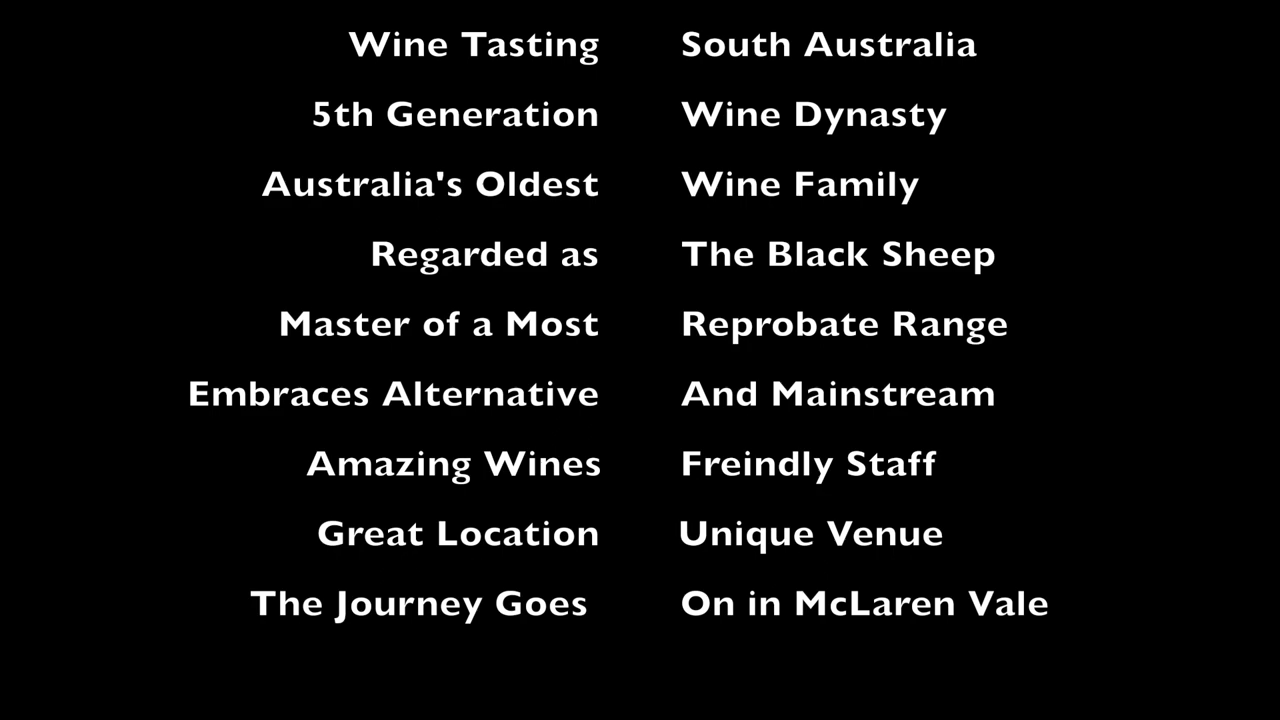 Wine Tasting South Australia
5th Generation Wine Dynasty
Australia's Oldest Wine Family
Regarded as The Black Sheep
Master of a Most Reprobate Range
Embraces Alternative And Mainstream
Amazing Wines Freindly Staff
Great Location Unique Venue
The Journey Goes On in McLaren Vale